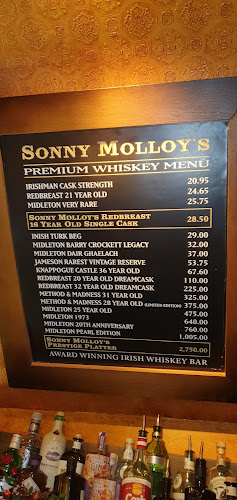 SONNY MOLLOY'S
PREMIUM WHISKEY MENU
IRISHMAN CASK STRENGTH 20.95
REDBREAST 21 YEAR OLD 24.65
MIDLETON VERY RARE 25.75
SONNY MOLLOY'S REDBREAST
16 YEAR OLD SINGLE CASK 28.50
INISH TURK BEG 29.00
MIDLETON BARRY CROCKETT LEGACY 32.00
MIDLETON DAIR GHAELACH 37.00
JAMESON RAREST VINTAGE RESERVE 53.75
KNAPPOGUE CASTLE 36 YEAR OLD 67.60
REDBREAST 20 YEAR OLD DREAMCASK 110.00
REDBREAST 32 YEAR OLD DREAMCASK 225.00
METHOD & MADNESS 31 YEAR OLD 325.00
METHOD & MADNESS 28 YEAR OLD (LIMITED EDITION) 375.00
MIDLETON 25 YEAR OLD 475.00
MIDLETON 1973 640.00
MIDLETON 20TH ANNIVERSARY 760.00
MIDLETON PEARL EDITION 1,005.00
SONNY MOLLOY'S
PRESTIGE PLATTER 2,750.00
AWARD WINNING IRISH WHISKEY BAR